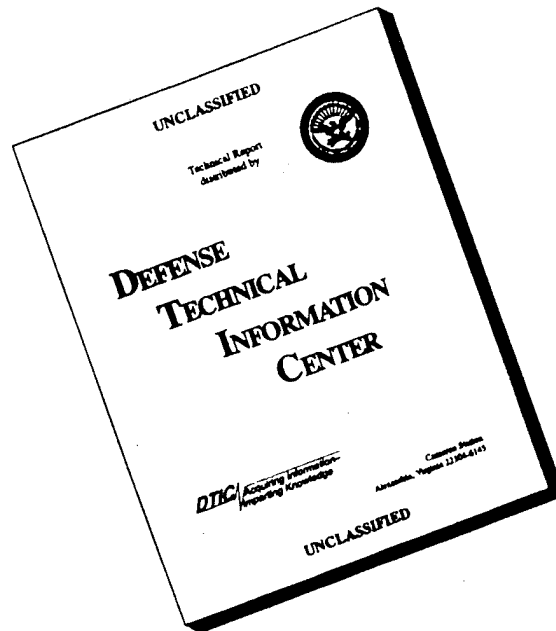 UNCLASSIFIED
Technical Report
distributed by
DEFENSE
TECHNICAL
INFORMATION
CENTER
DTIC Acquiring Information-
Imparting Knowledge
Cameron Station
Alexandria, Virginia 22304-6145
UNCLASSIFIED